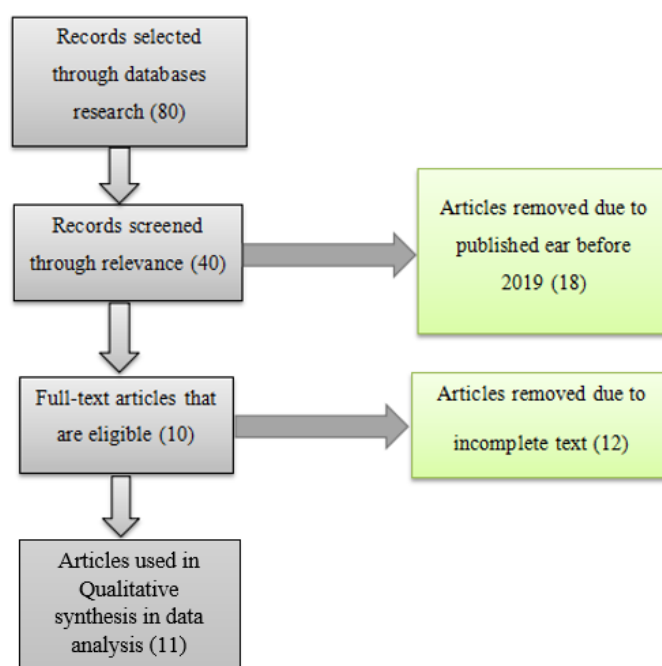 Records selected
through databases
research (80)
Records screened
through relevance (40)
Articles removed due to
published ear before
2019 (18)
Full-text articles that
are eligible (10)
Articles removed due to
incomplete text (12)
Articles used in
Qualitative
synthesis in data
analysis (11)